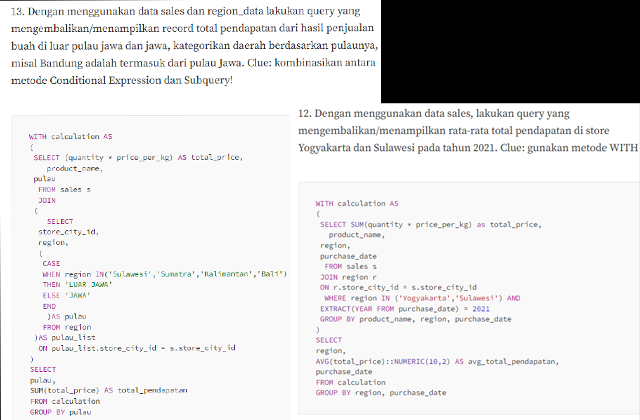 13. Dengan menggunakan data sales dan region_data lakukan query yang
mengembalikan/menampilkan record total pendapatan dari hasil penjualan
buah di luar pulau jawa dan jawa, kategorikan daerah berdasarkan pulaunya,
misal Bandung adalah termasuk dari pulau Jawa. Clue: kombinasikan antara
metode Conditional Expression dan Subquery!
WITH calculation AS
(
SELECT (quantity * price_per_kg) AS total_price,
product_name,
pulau
FROM sales s
JOIN
(
SELECT
store_city_id,
region,
(
CASE
WHEN region IN('Sulawesi','Sumatra','Kalimantan','Bali')
THEN 'LUAR JAWA'
ELSE 'JAWA'
END
)AS pulau
FROM region
)AS pulau_list
ON pulau_list.store_city_id = s.store_city_id
)
SELECT
pulau,
SUM(total_price) AS total_pendapatan
FROM calculation
GROUP BY pulau
12. Dengan menggunakan data sales, lakukan query yang
mengembalikan/menampilkan rata-rata total pendapatan di store
Yogyakarta dan Sulawesi pada tahun 2021. Clue: gunakan metode WITH
WITH calculation AS
(
SELECT SUM(quantity * price_per_kg) as total_price,
product_name,
region,
purchase_date
FROM sales s
JOIN region r
ON r.store_city_id = s.store_city_id
WHERE region IN ('Yogyakarta','Sulawesi') AND
EXTRACT(YEAR FROM purchase_date) = 2021
GROUP BY product_name, region, purchase_date
)
SELECT
region,
AVG(total_price)::NUMERIC(10,2) AS avg_total_pendapatan,
purchase_date
FROM calculation
GROUP BY region, purchase_date